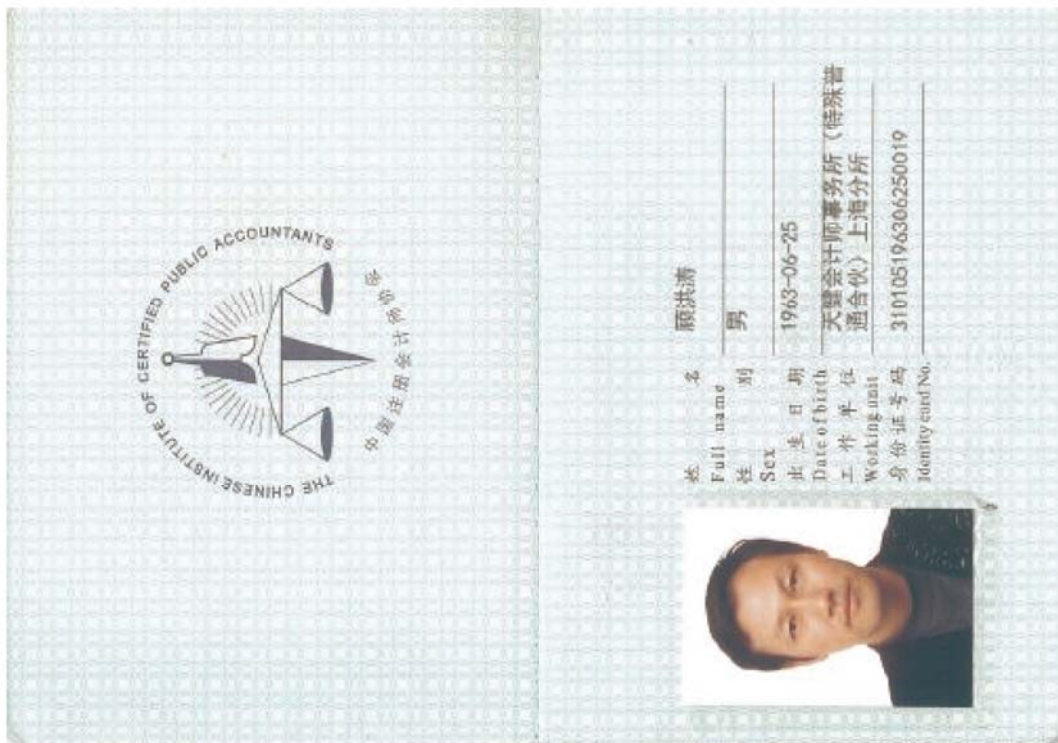 THE CHINESE INSTITUTE OF CERTIFIED PUBLIC ACCOUNTANTS
中国注册会计师协会
姓 名 顾洪涛
Full name
性 别 男
Sex
出 生 日 期 1963-06-25
Date of birth
工 作 单 位 天健会计师事务所（特殊普
Working unit 通合伙）上海分所
身份证号码 310105196306250019
Identity card No.